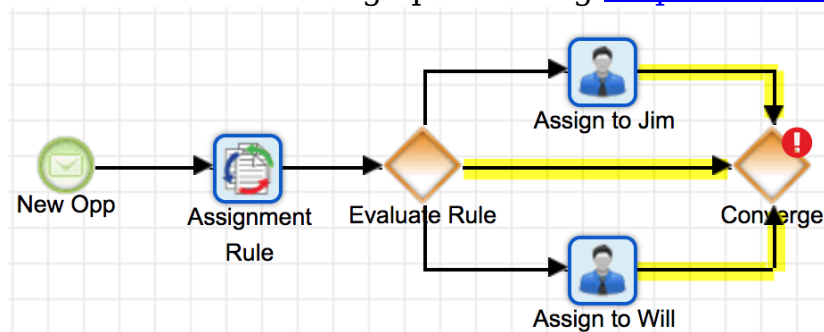 Assign to Jim
New Opp
Assignment
Rule
Evaluate Rule
Converge
Assign to Will